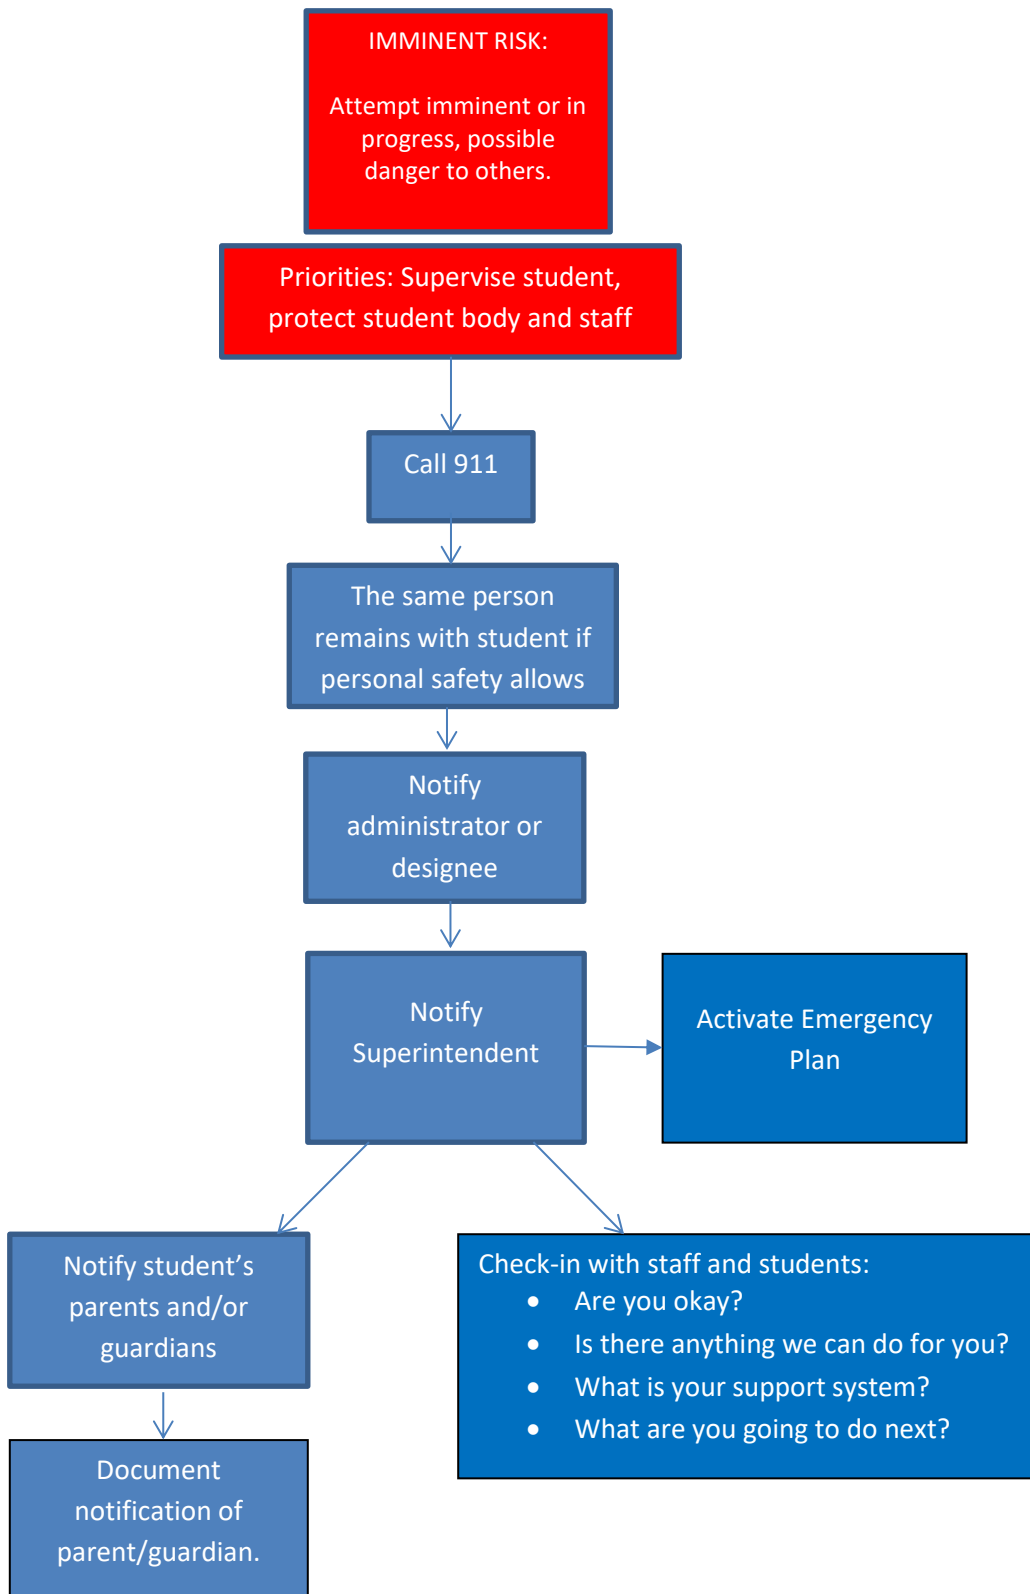 IMMINENT RISK:
Attempt imminent or in
progress, possible
danger to others.
Priorities: Supervise student,
protect student body and staff
Call 911
The same person
remains with student if
personal safety allows
Notify
administrator or
designee
Notify
Superintendent
Activate Emergency
Plan
Notify student’s
parents and/or
guardians
Check-in with staff and students:
• Are you okay?
• Is there anything we can do for you?
• What is your support system?
• What are you going to do next?
Document
notification of
parent/guardian.